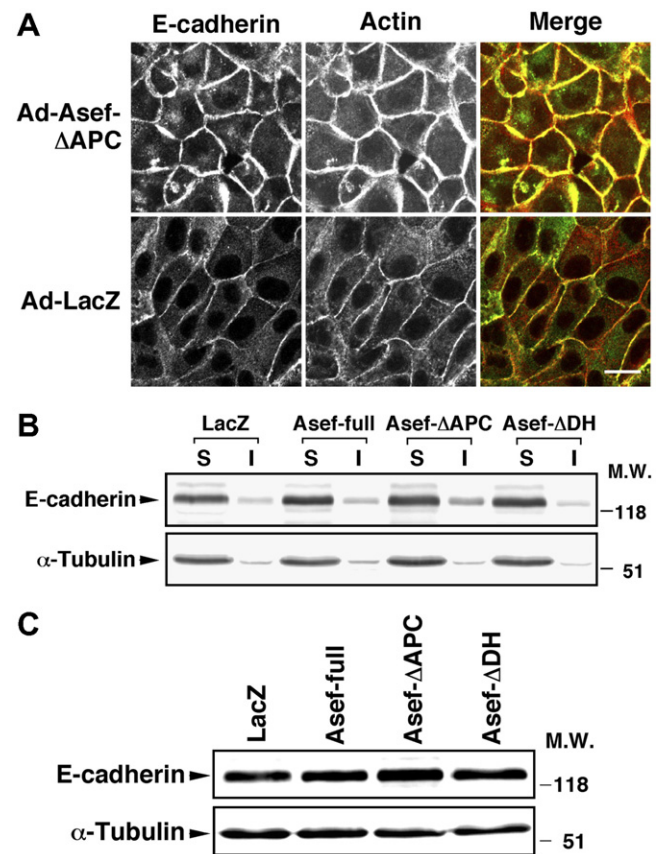 A
E-cadherin Actin Merge
Ad-Asef-
ΔAPC
Ad-LacZ
B
LacZ Asef-full Asef-ΔAPC Asef-ΔDH
S I S I S I S I M.W.
E-cadherin
118
α-Tubulin
51
C
LacZ Asef-full Asef-ΔAPC Asef-ΔDH
M.W.
E-cadherin
118
α-Tubulin
51